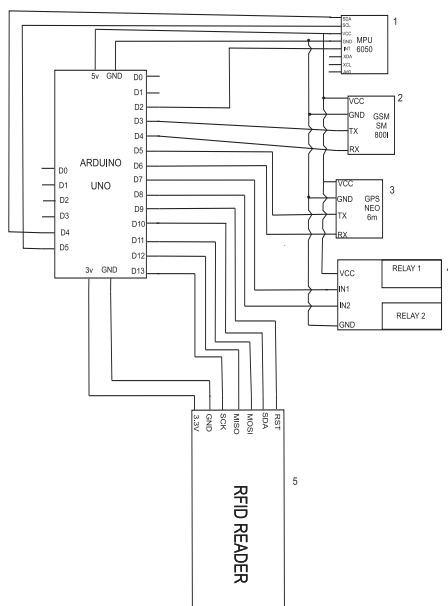 SDA
SCL
VCC
GND
INT
XDA
XCL
MPU
6050
1
5v GND
D0
D1
D2
D3
D4
D5
D6
D7
D8
D9
D10
D11
D12
D13
ARDUINO
UNO
D0
D1
D2
D3
D4
D5
3v GND
2
VCC
GND
TX
RX
GSM
SM
800l
3
VCC
GND
TX
RX
GPS
NEO
6m
VCC
IN1
IN2
GND
RELAY 1
RELAY 2
3.3V
GND
SCK
MISO
MOSI
SDA
RST
5
RFID READER